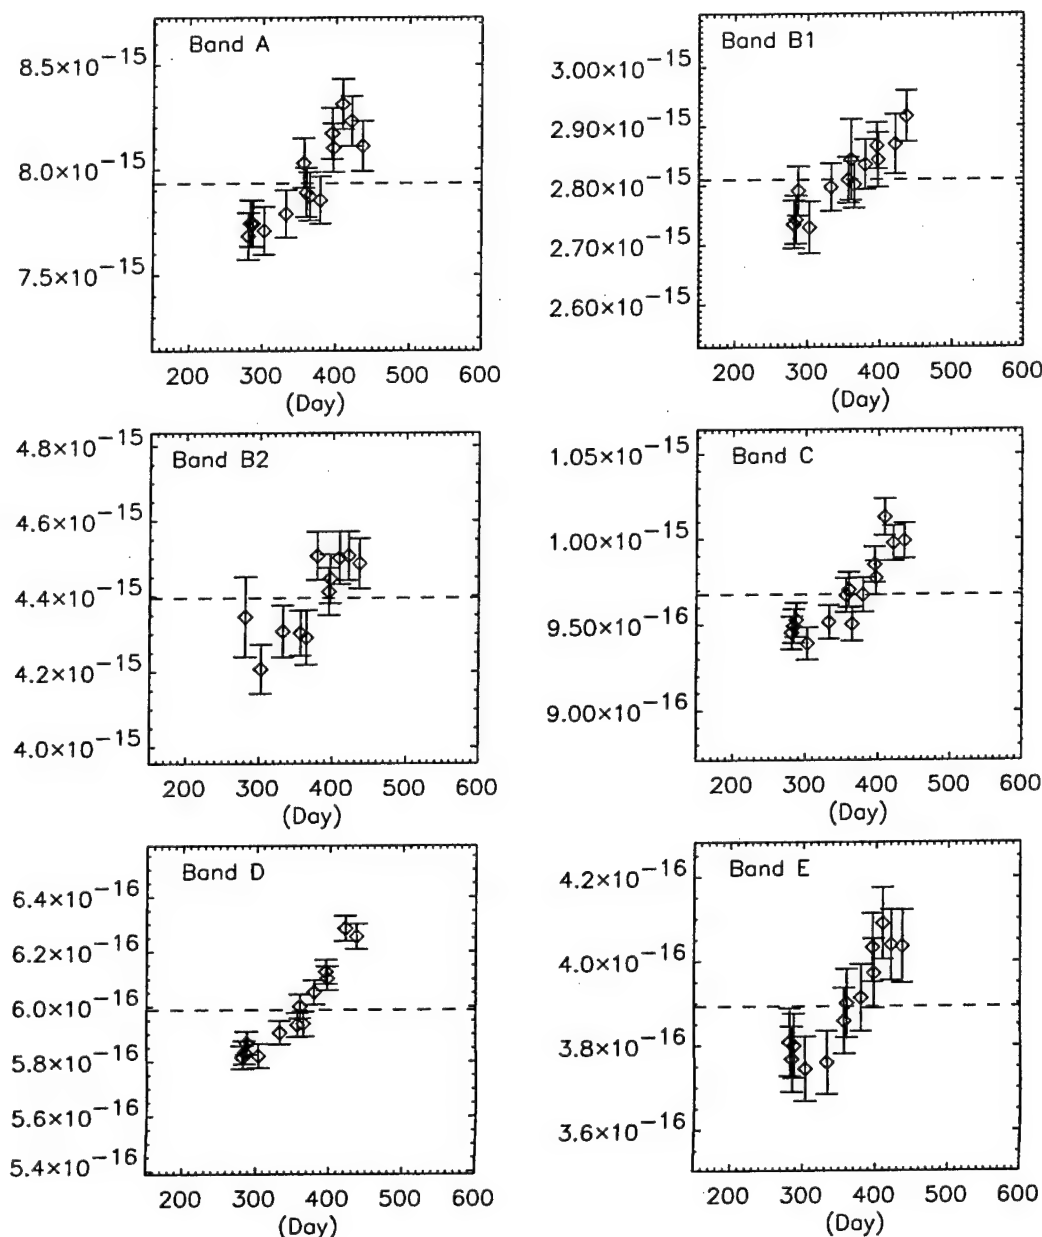 Band A
8.5×10⁻¹⁵
8.0×10⁻¹⁵
7.5×10⁻¹⁵
200 300 400 500 600
(Day)
Band B1
3.00×10⁻¹⁵
2.90×10⁻¹⁵
2.80×10⁻¹⁵
2.70×10⁻¹⁵
2.60×10⁻¹⁵
200 300 400 500 600
(Day)
Band B2
4.8×10⁻¹⁵
4.6×10⁻¹⁵
4.4×10⁻¹⁵
4.2×10⁻¹⁵
4.0×10⁻¹⁵
200 300 400 500 600
(Day)
Band C
1.05×10⁻¹⁵
1.00×10⁻¹⁵
9.50×10⁻¹⁶
9.00×10⁻¹⁶
200 300 400 500 600
(Day)
Band D
6.4×10⁻¹⁶
6.2×10⁻¹⁶
6.0×10⁻¹⁶
5.8×10⁻¹⁶
5.6×10⁻¹⁶
5.4×10⁻¹⁶
200 300 400 500 600
(Day)
Band E
4.2×10⁻¹⁶
4.0×10⁻¹⁶
3.8×10⁻¹⁶
3.6×10⁻¹⁶
200 300 400 500 600
(Day)